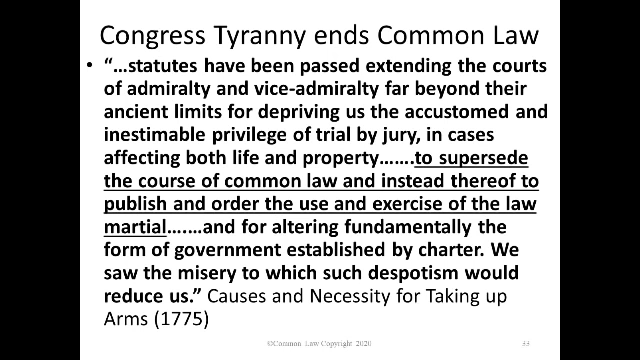 Congress Tyranny ends Common Law
• “…statutes have been passed extending the courts
of admiralty and vice-admiralty far beyond their
ancient limits for depriving us the accustomed and
inestimable privilege of trial by jury, in cases
affecting both life and property…….to supersede
the course of common law and instead thereof to
publish and order the use and exercise of the law
martial…….…and for altering fundamentally the
form of government established by charter. We
saw the misery to which such despotism would
reduce us.” Causes and Necessity for Taking up
Arms (1775)
©Common Law Copyright 2020
33